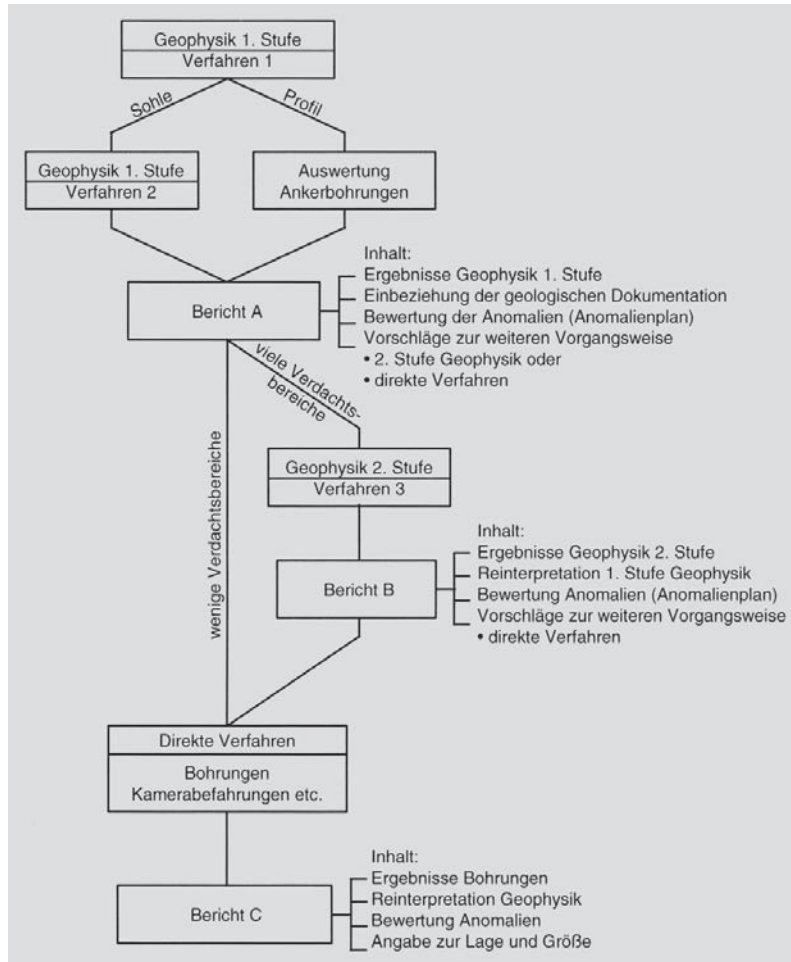 Geophysik 1. Stufe
Verfahren 1
Sohle
Profil
Geophysik 1. Stufe
Verfahren 2
Auswertung
Ankerbohrungen
Bericht A
Inhalt:
Ergebnisse Geophysik 1. Stufe
Einbeziehung der geologischen Dokumentation
Bewertung der Anomalien (Anomalienplan)
Vorschläge zur weiteren Vorgangsweise
• 2. Stufe Geophysik oder
• direkte Verfahren
viele Verdachts-
bereiche
wenige Verdachtsbereiche
Geophysik 2. Stufe
Verfahren 3
Bericht B
Inhalt:
Ergebnisse Geophysik 2. Stufe
Reinterpretation 1. Stufe Geophysik
Bewertung Anomalien (Anomalienplan)
Vorschläge zur weiteren Vorgangsweise
• direkte Verfahren
Direkte Verfahren
Bohrungen
Kamerabefahrungen etc.
Bericht C
Inhalt:
Ergebnisse Bohrungen
Reinterpretation Geophysik
Bewertung Anomalien
Angabe zur Lage und Größe